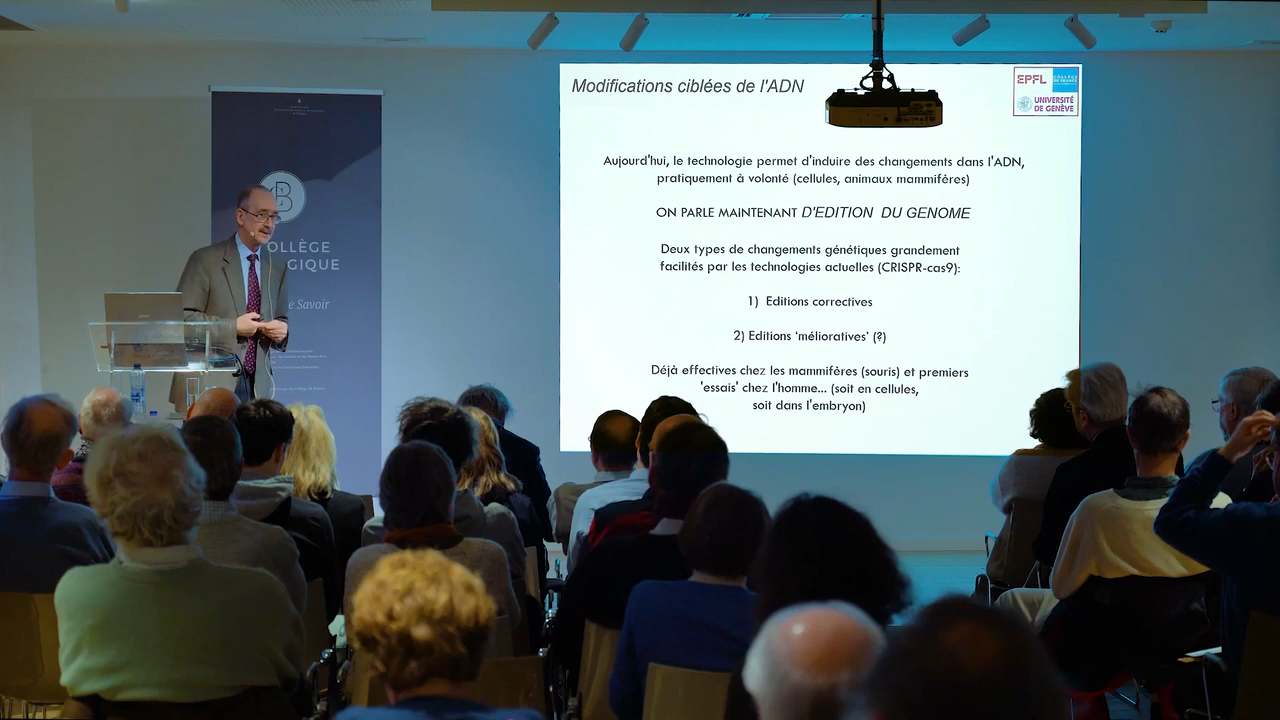 Modifications ciblées de l'ADN
EPFL
COLLÈGE
DE FRANCE
UNIVERSITÉ
DE GENÈVE
Aujourd'hui, le technologie permet d'induire des changements dans l'ADN,
pratiquement à volonté (cellules, animaux mammifères)
ON PARLE MAINTENANT D'EDITION DU GENOME
Deux types de changements génétiques grandement
facilités par les technologies actuelles (CRISPR-cas9):
1) Editions correctives
2) Editions ‘mélioratives’ (?)
Déjà effectives chez les mammifères (souris) et premiers
'essais' chez l'homme... (soit en cellules,
soit dans l'embryon)
B
OLLÈGE
GIQUE
e Savoir